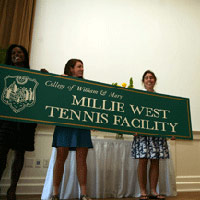 College of William & Mary
MILLIE WEST
TENNIS FACILITY